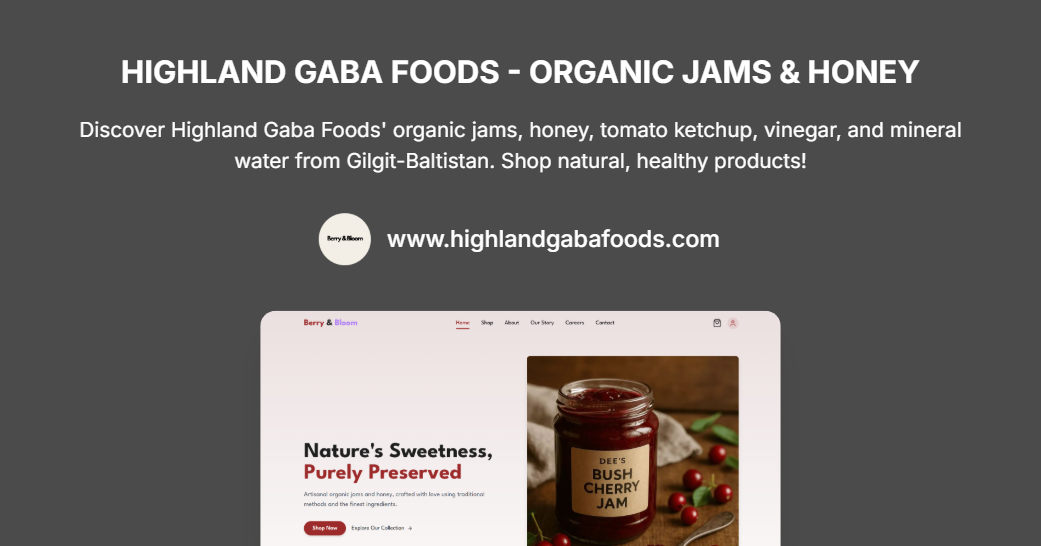 HIGHLAND GABA FOODS - ORGANIC JAMS & HONEY
Discover Highland Gaba Foods' organic jams, honey, tomato ketchup, vinegar, and mineral
water from Gilgit-Baltistan. Shop natural, healthy products!
Berry & Bloom
www.highlandgabafoods.com
Berry & Bloom
Home Shop About Our Story Careers Contact
Nature's Sweetness,
Purely Preserved
Artisanal organic jams and honey, crafted with love using traditional
methods and the finest ingredients.
Shop Now Explore Our Collection →
DEE'S
BUSH
CHERRY
JAM